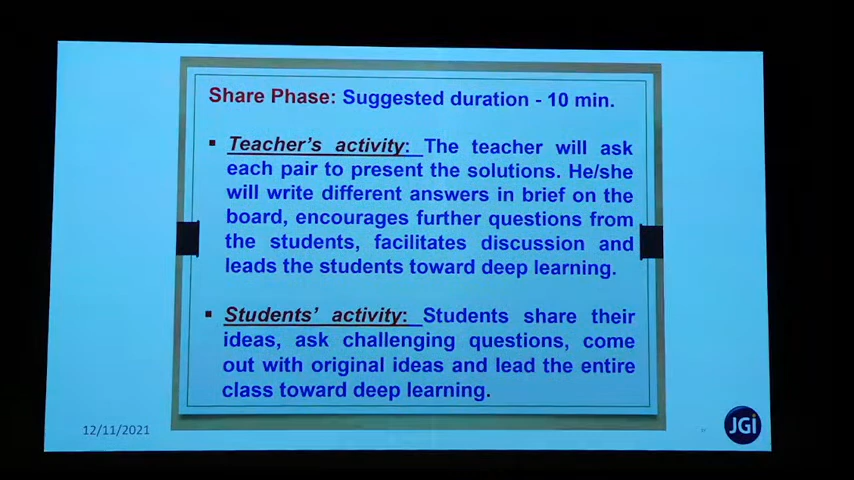 Share Phase: Suggested duration - 10 min.
▪ Teacher's activity: The teacher will ask
each pair to present the solutions. He/she
will write different answers in brief on the
board, encourages further questions from
the students, facilitates discussion and
leads the students toward deep learning.
▪ Students' activity: Students share their
ideas, ask challenging questions, come
out with original ideas and lead the entire
class toward deep learning.
12/11/2021
JGi